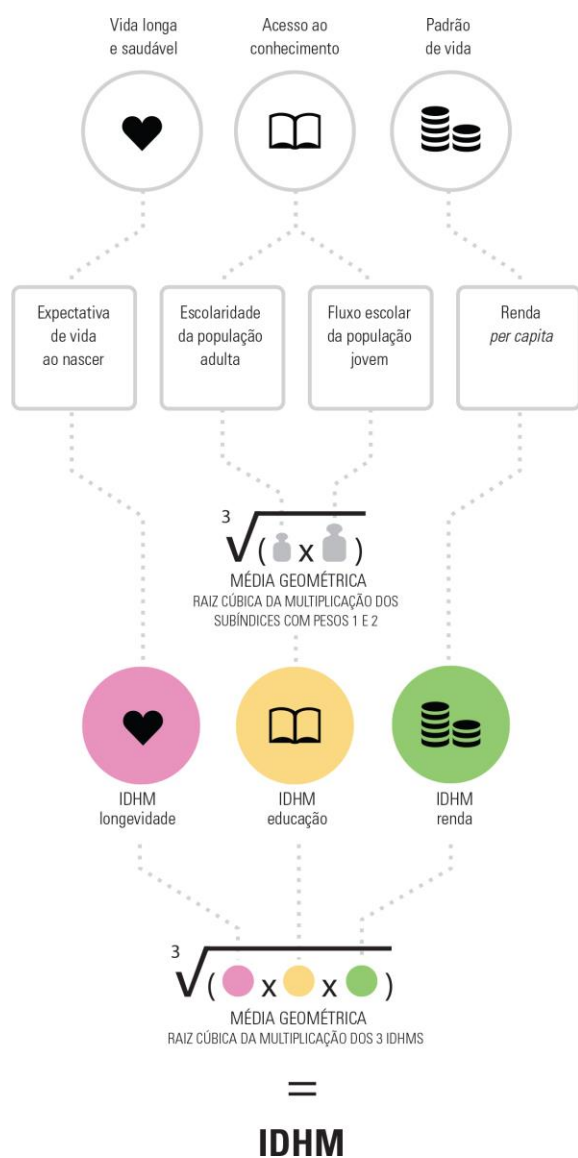 Vida longa
e saudável
Acesso ao
conhecimento
Padrão
de vida
Expectativa
de vida
ao nascer
Escolaridade
da população
adulta
Fluxo escolar
da população
jovem
Renda
per capita
3√( x )
MÉDIA GEOMÉTRICA
RAIZ CÚBICA DA MULTIPLICAÇÃO DOS
SUBÍNDICES COM PESOS 1 E 2
IDHM
longevidade
IDHM
educação
IDHM
renda
3√( x x )
MÉDIA GEOMÉTRICA
RAIZ CÚBICA DA MULTIPLICAÇÃO DOS 3 IDHMS
=
IDHM